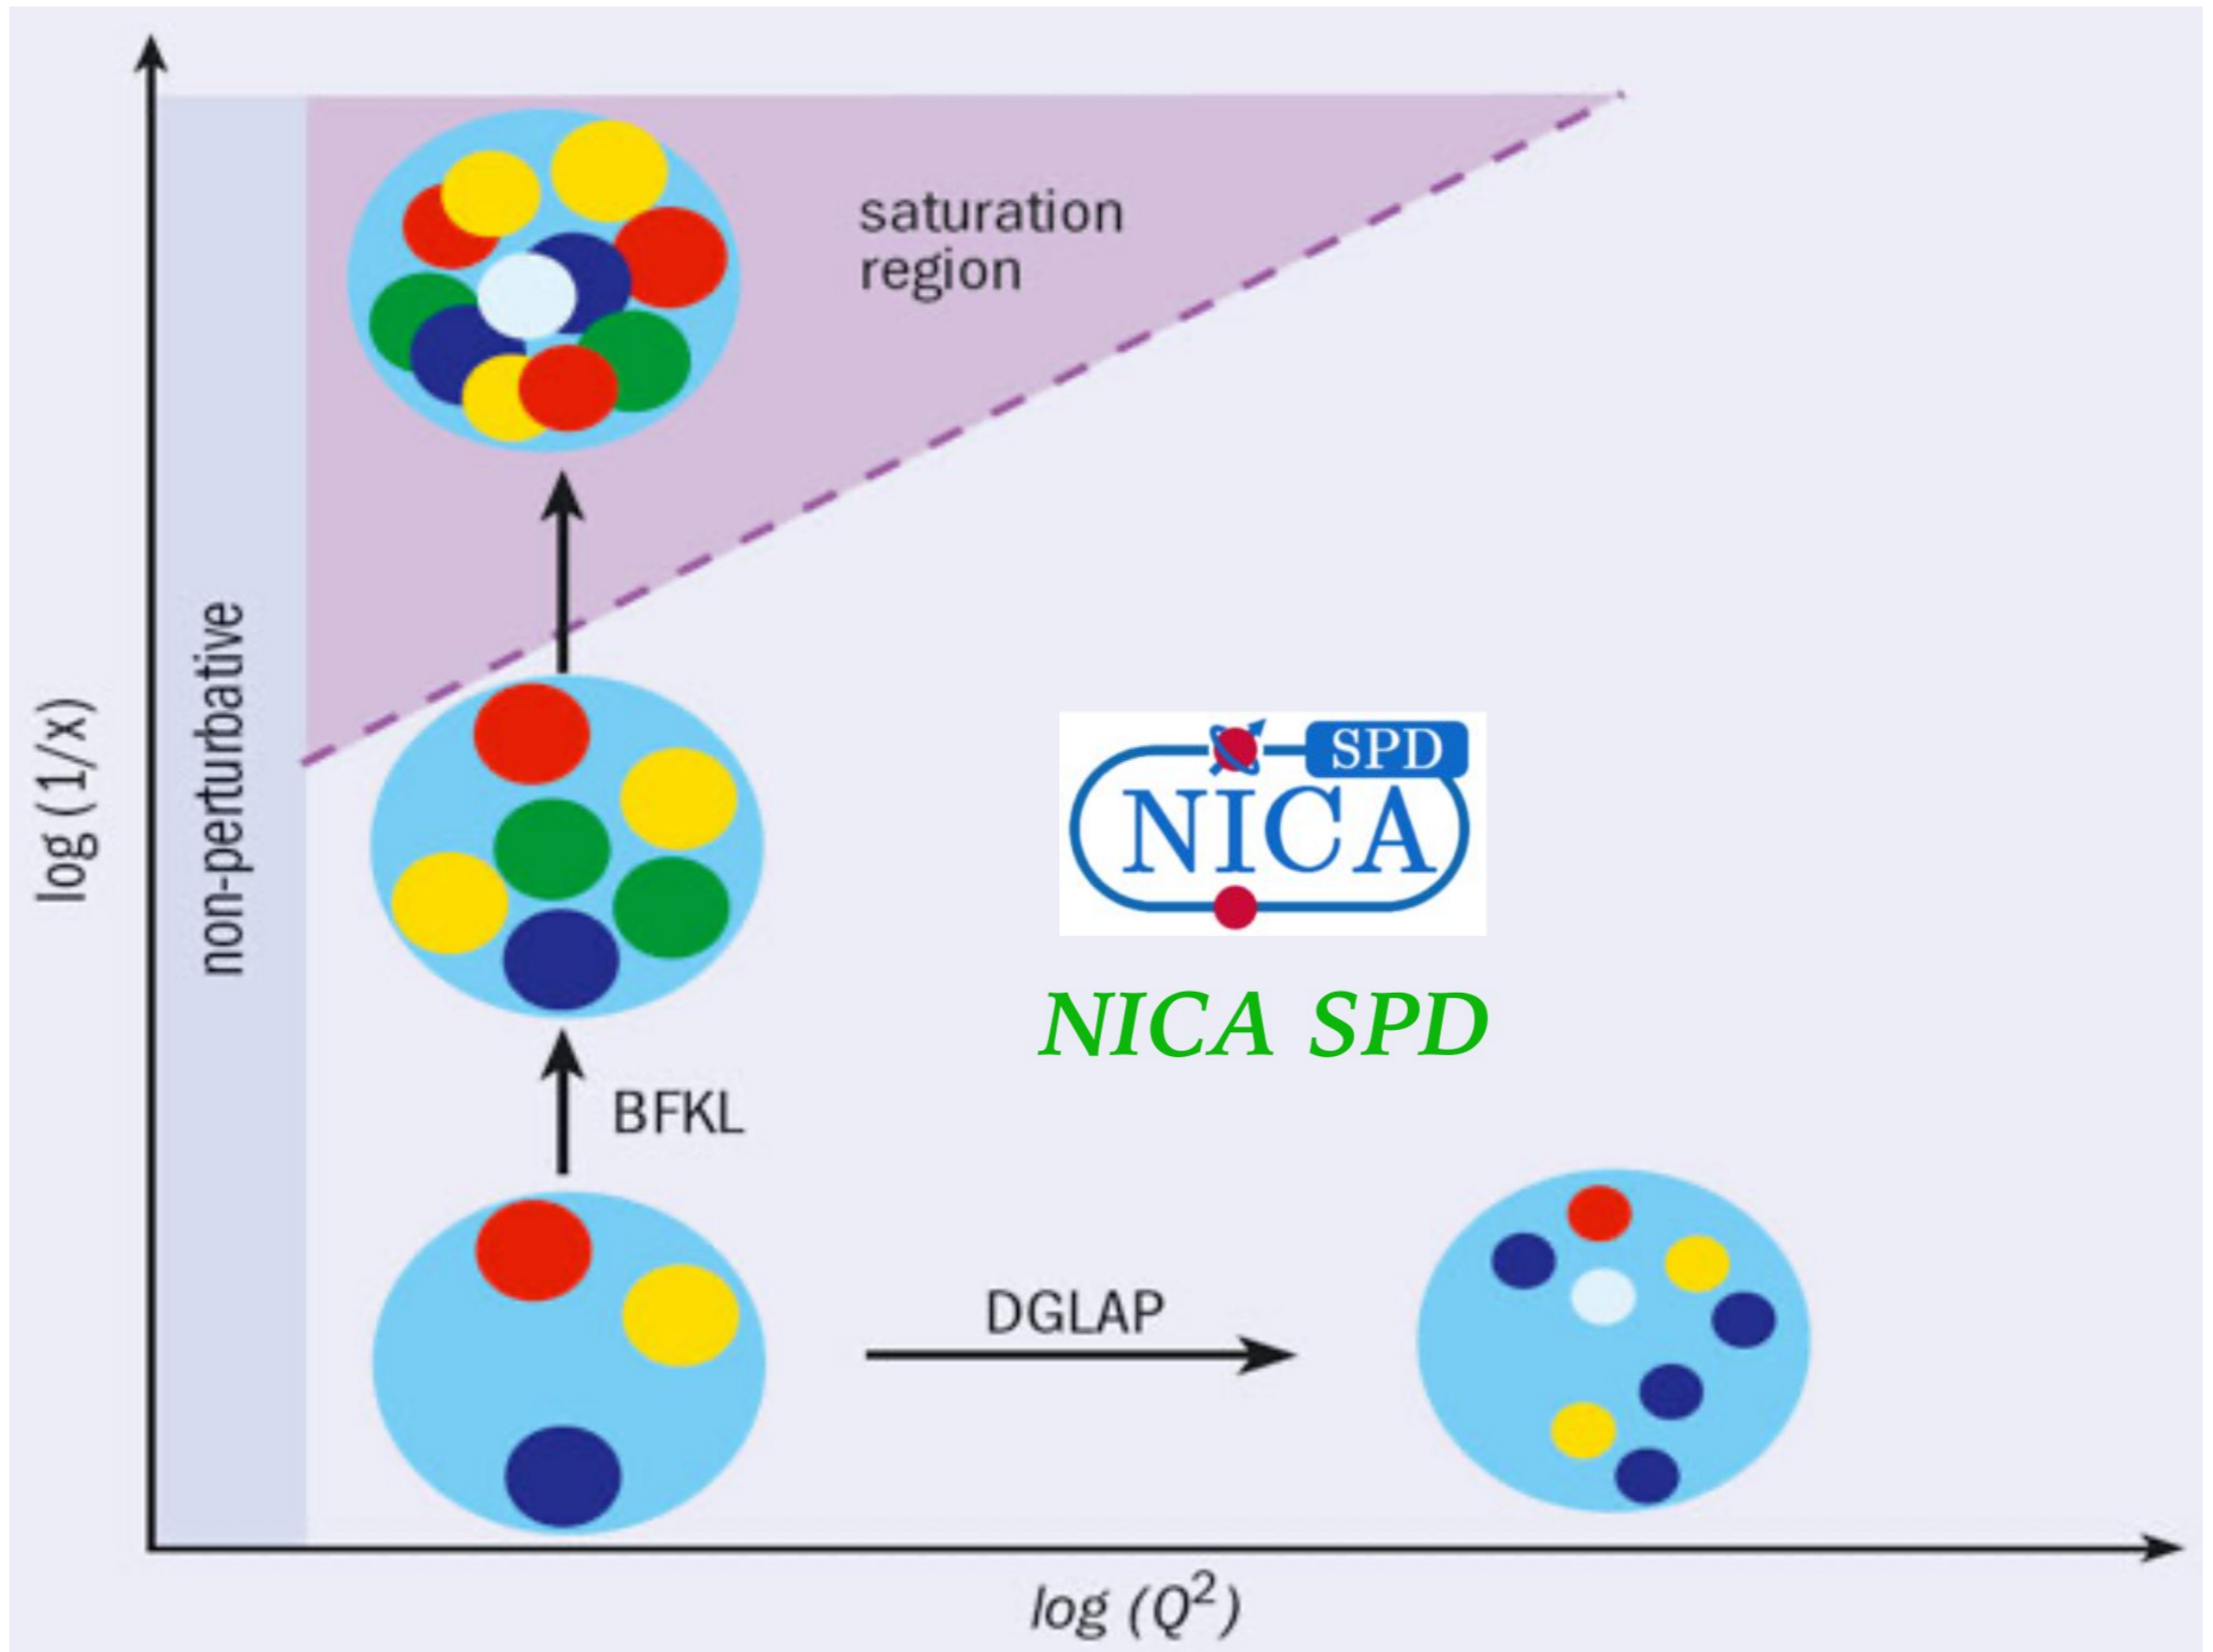 saturation
region
non-perturbative
log (1/x)
SPD
NICA
NICA SPD
BFKL
DGLAP
log (Q²)